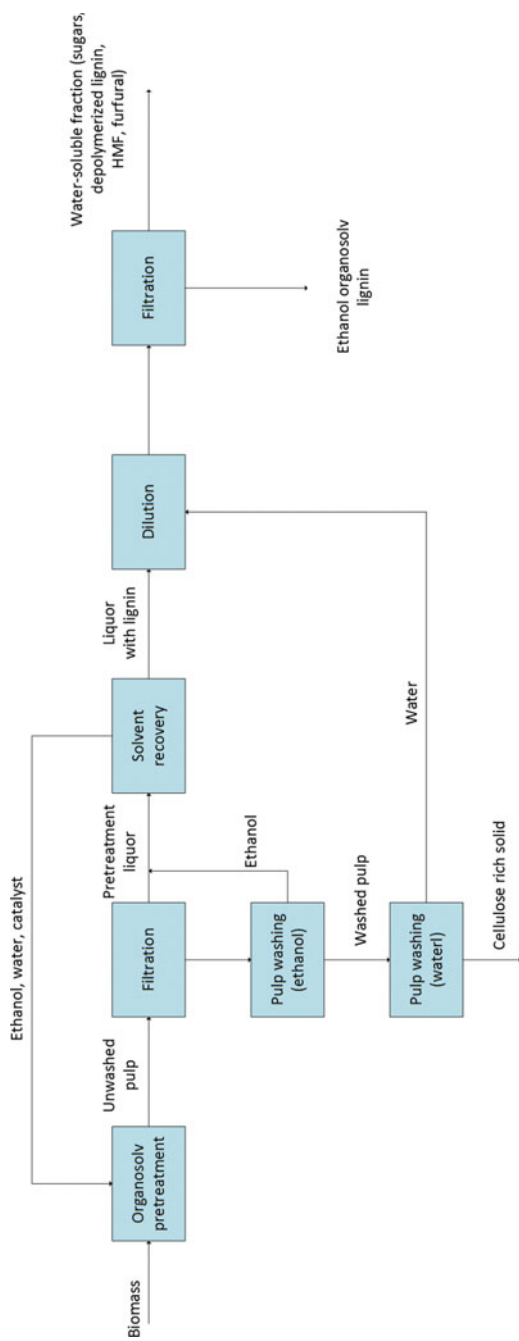 Biomass
Organosolv
pretreatment
Ethanol, water, catalyst
Unwashed
pulp
Filtration
Pretreatment
liquor
Ethanol
Pulp washing
(ethanol)
Washed pulp
Pulp washing
(waterl)
Cellulose rich solid
Water
Solvent
recovery
Liquor
with lignin
Dilution
Filtration
Ethanol organosolv
lignin
Water-soluble fraction (sugars,
depolymerized lignin,
HMF, furfural)